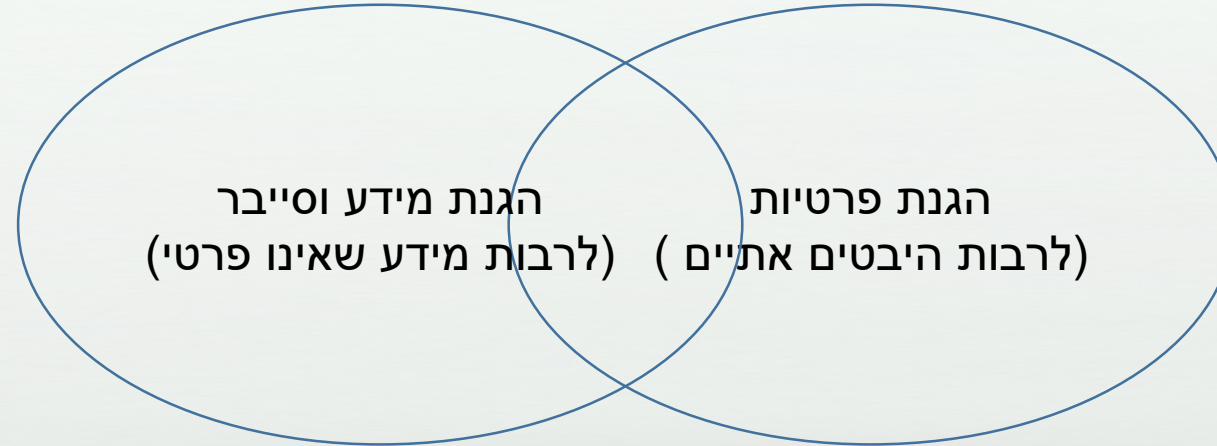 הגנת פרטיות
(לרבות היבטים אתיים )
הגנת מידע וסייבר
(לרבות מידע שאינו פרטי)